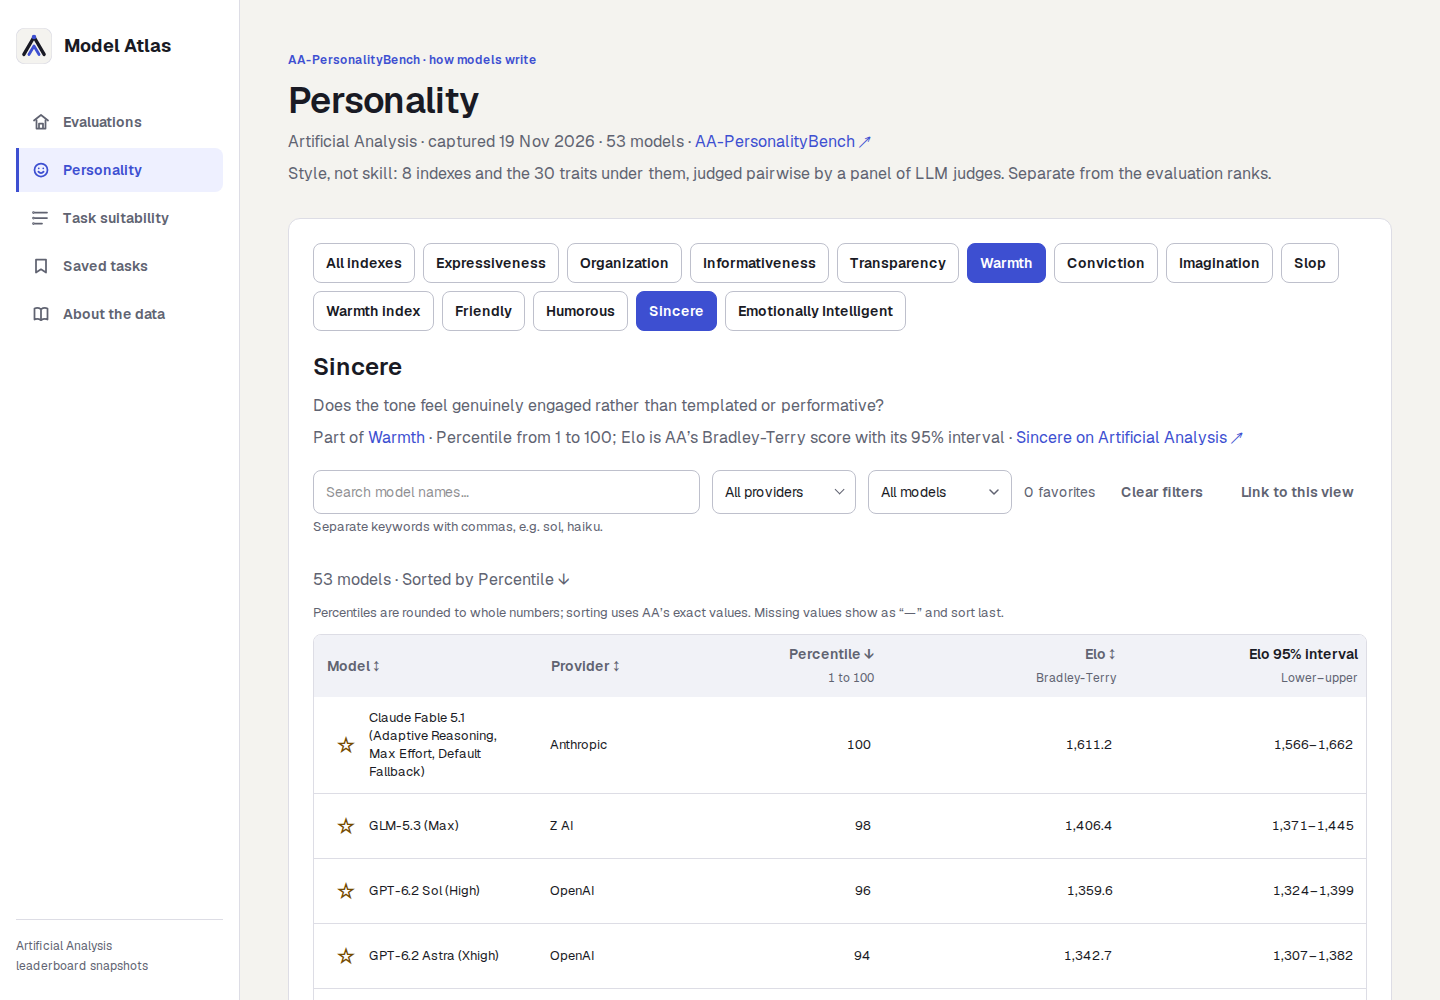 Model Atlas
Evaluations
Personality
Task suitability
Saved tasks
About the data
Artificial Analysis
leaderboard snapshots
AA-PersonalityBench · how models write
Personality
Artificial Analysis · captured 19 Nov 2026 · 53 models · AA-PersonalityBench ↗
Style, not skill: 8 indexes and the 30 traits under them, judged pairwise by a panel of LLM judges. Separate from the evaluation ranks.
All indexes Expressiveness Organization Informativeness Transparency Warmth Conviction Imagination Slop
Warmth index Friendly Humorous Sincere Emotionally intelligent
Sincere
Does the tone feel genuinely engaged rather than templated or performative?
Part of Warmth · Percentile from 1 to 100; Elo is AA’s Bradley-Terry score with its 95% interval · Sincere on Artificial Analysis ↗
Search model names… All providers All models 0 favorites Clear filters Link to this view
Separate keywords with commas, e.g. sol, haiku.
53 models · Sorted by Percentile ↓
Percentiles are rounded to whole numbers; sorting uses AA’s exact values. Missing values show as “—” and sort last.
Model ↕ Provider ↕ Percentile ↓ Elo ↕ Elo 95% interval
1 to 100 Bradley-Terry Lower–upper
Claude Fable 5.1
(Adaptive Reasoning,
Max Effort, Default
Fallback)
Anthropic 100 1,611.2 1,566–1,662
GLM-5.3 (Max) Z AI 98 1,406.4 1,371–1,445
GPT-6.2 Sol (High) OpenAI 96 1,359.6 1,324–1,399
GPT-6.2 Astra (Xhigh) OpenAI 94 1,342.7 1,307–1,382